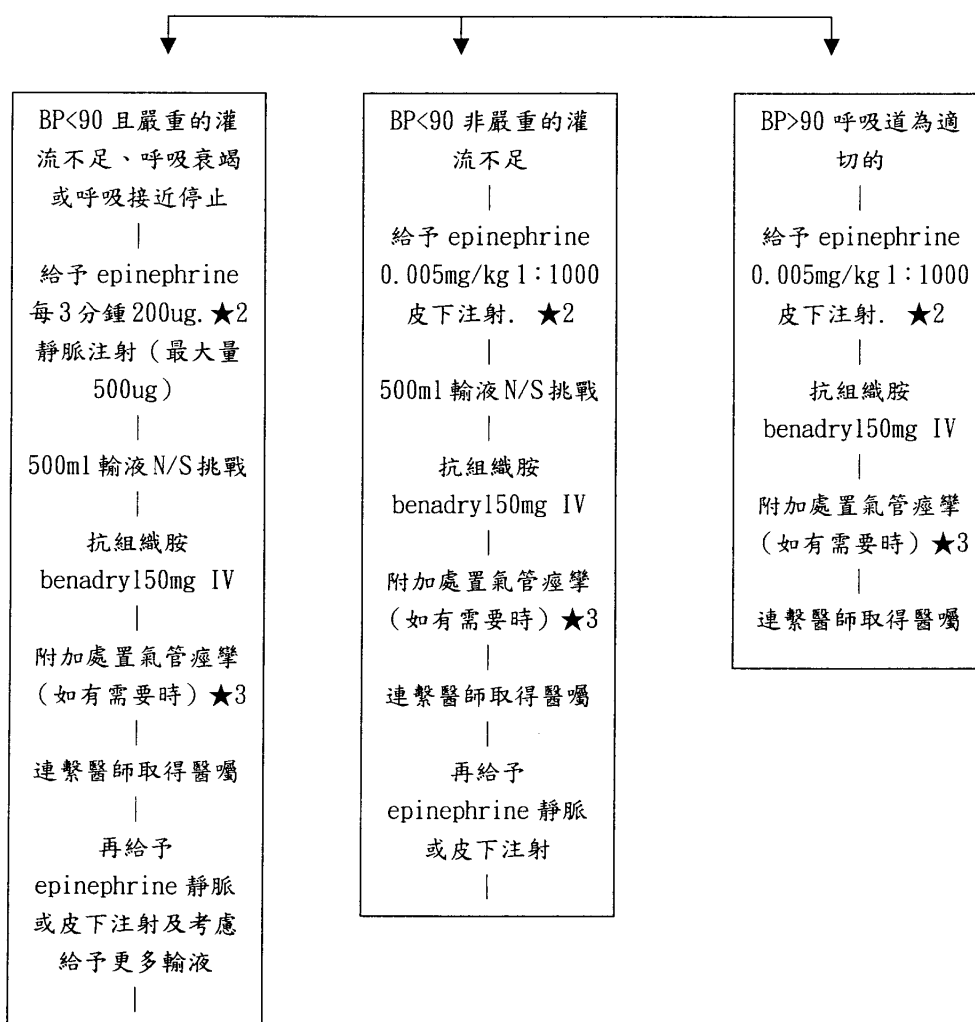 BP<90 且嚴重的灌
流不足、呼吸衰竭
或呼吸接近停止
給予 epinephrine
每3分鍾200ug.★2
靜脈注射（最大量
500ug）
500ml 輸液 N/S 挑戰
抗組織胺
benadryl50mg IV
附加處置氣管痙攣
（如有需要時）★3
連繫醫師取得醫囑
再給予
epinephrine 靜脈
或皮下注射及考慮
給予更多輸液
BP<90 非嚴重的灌
流不足
給予 epinephrine
0.005mg/kg 1：1000
皮下注射. ★2
500ml 輸液 N/S 挑戰
抗組織胺
benadryl50mg IV
附加處置氣管痙攣
（如有需要時）★3
連繫醫師取得醫囑
再給予
epinephrine 靜脈
或皮下注射
BP>90 呼吸道為適
切的
給予 epinephrine
0.005mg/kg 1：1000
皮下注射. ★2
抗組織胺
benadryl50mg IV
附加處置氣管痙攣
（如有需要時）★3
連繫醫師取得醫囑